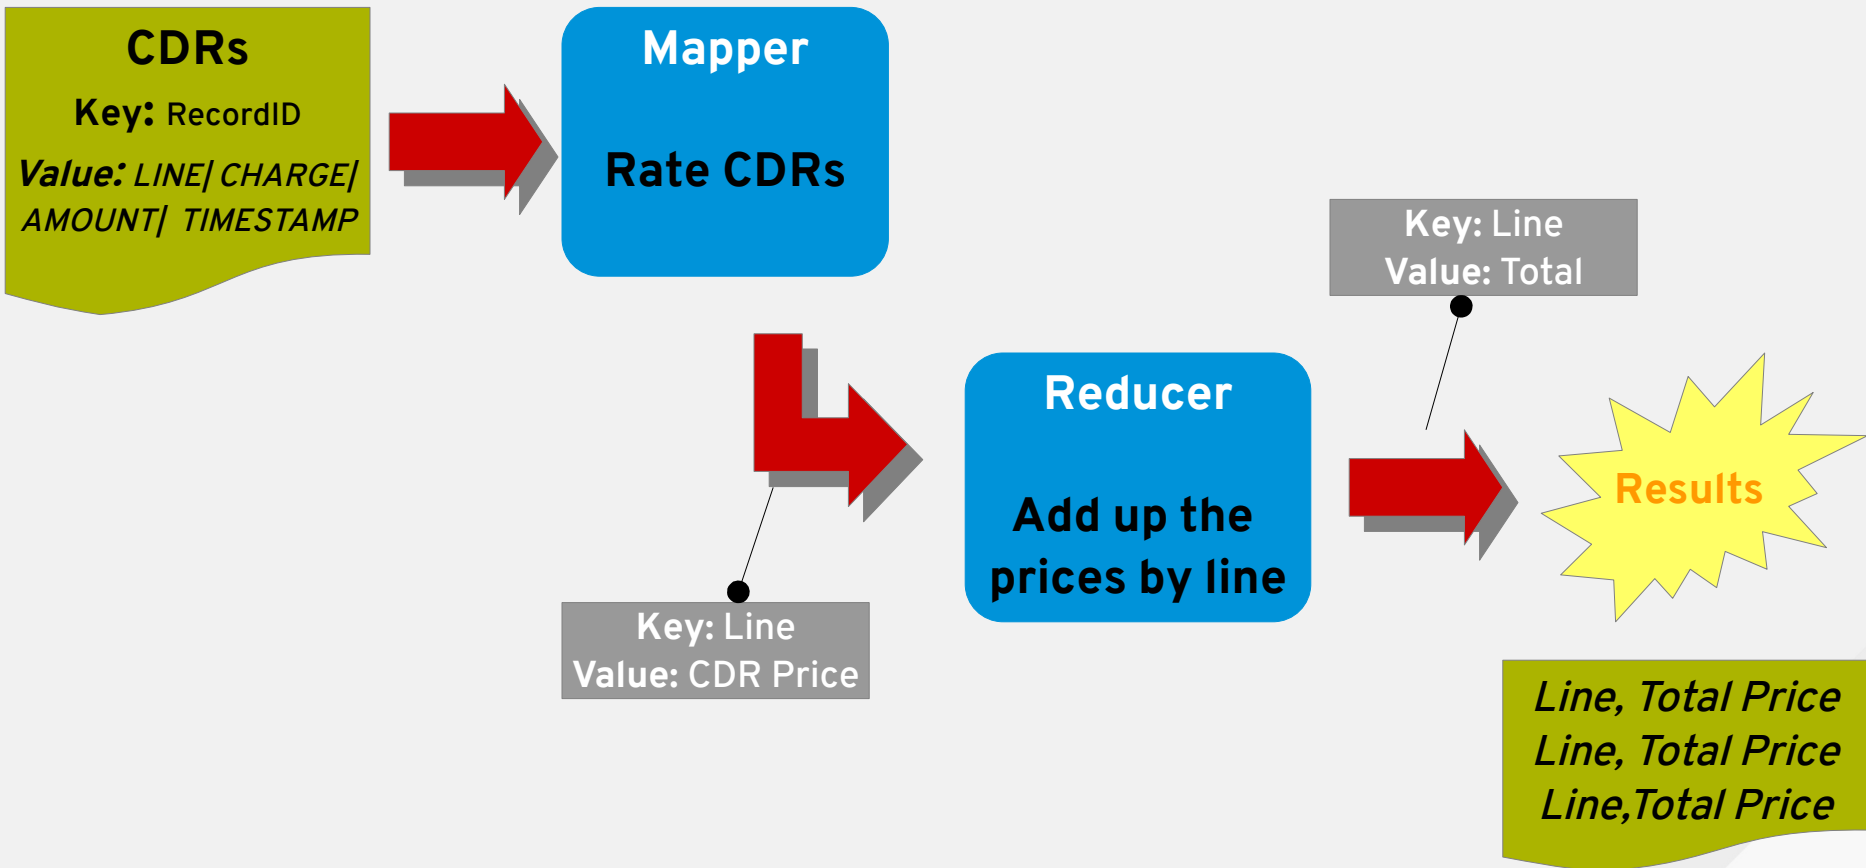 CDRs
Key: RecordID
Value: LINE| CHARGE|
AMOUNT| TIMESTAMP
Mapper
Rate CDRs
Key: Line
Value: CDR Price
Reducer
Add up the
prices by line
Key: Line
Value: Total
Results
Line, Total Price
Line, Total Price
Line,Total Price